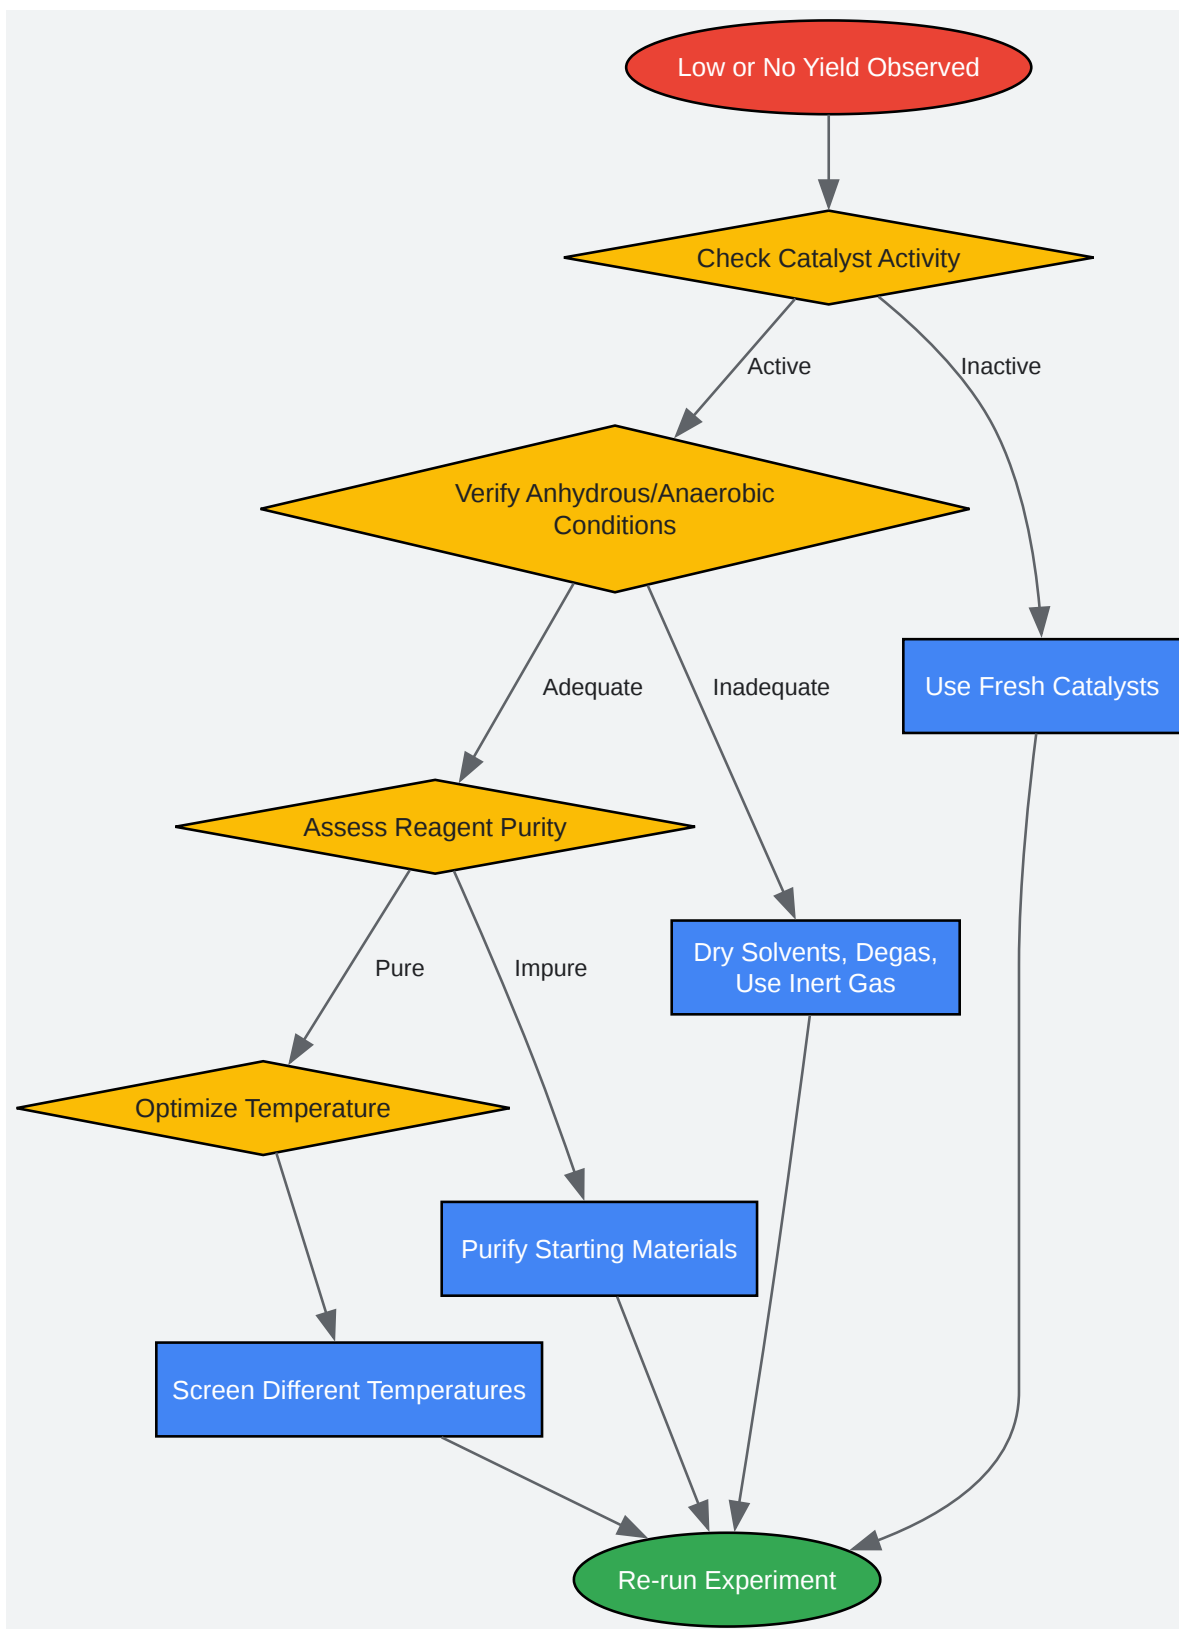 Low or No Yield Observed
Check Catalyst Activity
Active
Inactive
Verify Anhydrous/Anaerobic
Conditions
Adequate
Inadequate
Use Fresh Catalysts
Assess Reagent Purity
Pure
Impure
Dry Solvents, Degas,
Use Inert Gas
Optimize Temperature
Purify Starting Materials
Screen Different Temperatures
Re-run Experiment